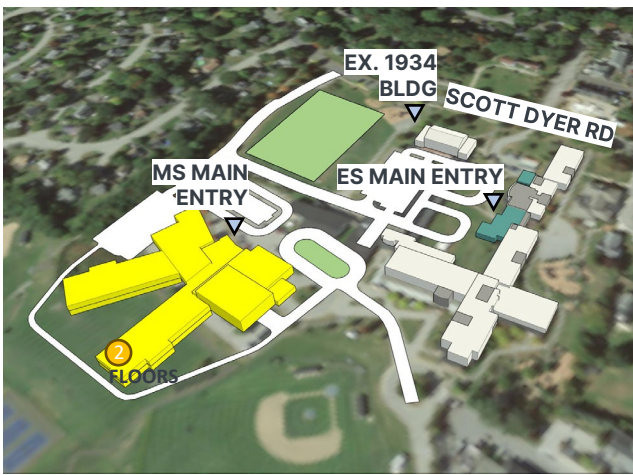 EX. 1934
BLDG
SCOTT DYER RD
MS MAIN
ENTRY
ES MAIN ENTRY
2
FLOORS